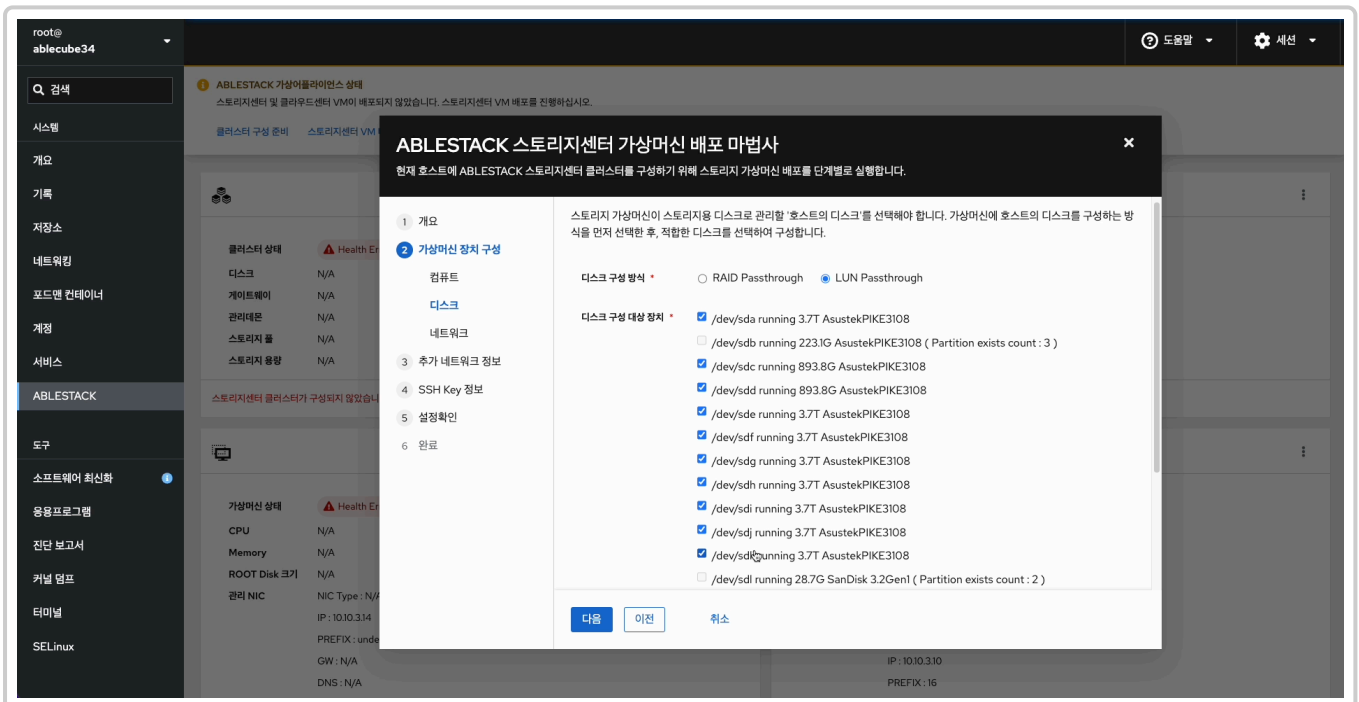 root@
ablecube34
도움말
세션
검색
ABLESTACK 가상어플라이언스 상태
스토리지센터 및 클라우드센터 VM이 배포되지 않았습니다. 스토리지센터 VM 배포를 진행하십시오.
클러스터 구성 준비 스토리지센터 VM
시스템
개요
기록
저장소
네트워킹
포드맨 컨테이너
계정
서비스
ABLESTACK
도구
소프트웨어 최신화
응용프로그램
진단 보고서
커널 덤프
터미널
SELinux
클러스터 상태 Health Er
디스크 N/A
게이트웨이 N/A
관리데몬 N/A
스토리지 풀 N/A
스토리지 용량 N/A
스토리지센터 클러스터가 구성되지 않았습니
가상머신 상태 Health Er
CPU N/A
Memory N/A
ROOT Disk 크기 N/A
관리 NIC NIC Type : N/A
IP : 10.10.3.14
PREFIX : unde
GW : N/A
DNS : N/A
IP : 10.10.3.10
PREFIX : 16
ABLESTACK 스토리지센터 가상머신 배포 마법사
현재 호스트에 ABLESTACK 스토리지센터 클러스터를 구성하기 위해 스토리지 가상머신 배포를 단계별로 실행합니다.
1 개요
2 가상머신 장치 구성
컴퓨트
디스크
네트워크
3 추가 네트워크 정보
4 SSH Key 정보
5 설정확인
6 완료
스토리지 가상머신이 스토리지용 디스크로 관리할 '호스트의 디스크'를 선택해야 합니다. 가상머신에 호스트의 디스크를 구성하는 방
식을 먼저 선택한 후, 적합한 디스크를 선택하여 구성합니다.
디스크 구성 방식 * RAID Passthrough LUN Passthrough
디스크 구성 대상 장치 * /dev/sda running 3.7T AsustekPIKE3108
/dev/sdb running 223.1G AsustekPIKE3108 ( Partition exists count : 3 )
/dev/sdc running 893.8G AsustekPIKE3108
/dev/sdd running 893.8G AsustekPIKE3108
/dev/sde running 3.7T AsustekPIKE3108
/dev/sdf running 3.7T AsustekPIKE3108
/dev/sdg running 3.7T AsustekPIKE3108
/dev/sdh running 3.7T AsustekPIKE3108
/dev/sdi running 3.7T AsustekPIKE3108
/dev/sdj running 3.7T AsustekPIKE3108
/dev/sdk running 3.7T AsustekPIKE3108
/dev/sdl running 28.7G SanDisk 3.2Gen1 ( Partition exists count : 2 )
다음 이전 취소